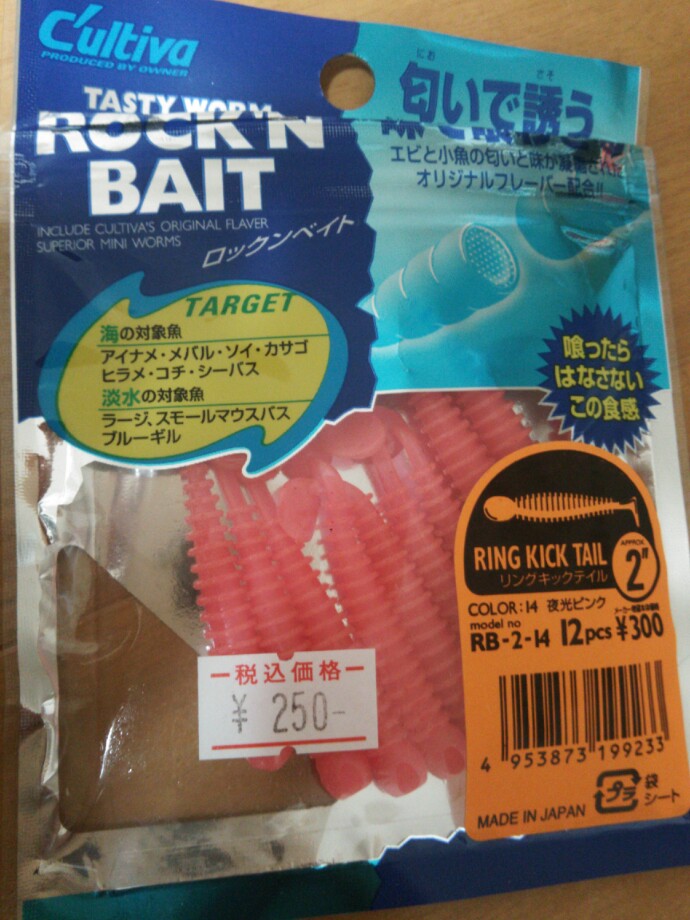 C'ultiva
PRODUCED BY OWNER
TASTY WORM
ROCK'N
BAIT
INCLUDE CULTIVA'S ORIGINAL FLAVER
SUPERIOR MINI WORMS
ロックンベイト
にお さそ
匂いで誘う
エビと小魚の匂いと味が
オリジナルフレーバー配合!!
TARGET
海の対象魚
アイナメ・メバル・ソイ・カサゴ
ヒラメ・コチ・シーバス
淡水の対象魚
ラージ、スモールマウスバス
ブルーギル
喰ったら
はなさない
この食感
RING KICK TAIL
リングキックテイル
APPROX.
2"
COLOR:14 夜光ピンク
model no
RB-2-14 12pcs ¥300
税込価格
¥ 250-
4 953873 199233
プラ
袋
シート
MADE IN JAPAN